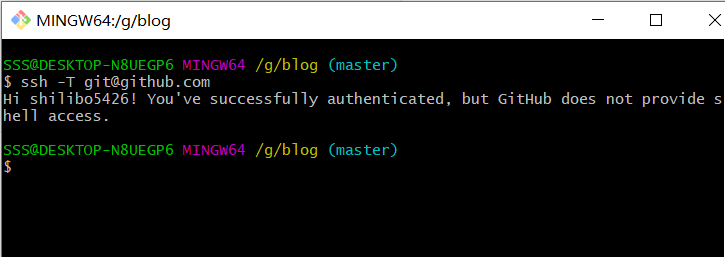 MINGW64:/g/blog
SSS@DESKTOP-N8UEGP6 MINGW64 /g/blog (master)
$ ssh -T git@github.com
Hi shilibo5426! You've successfully authenticated, but GitHub does not provide s
hell access.
SSS@DESKTOP-N8UEGP6 MINGW64 /g/blog (master)
$